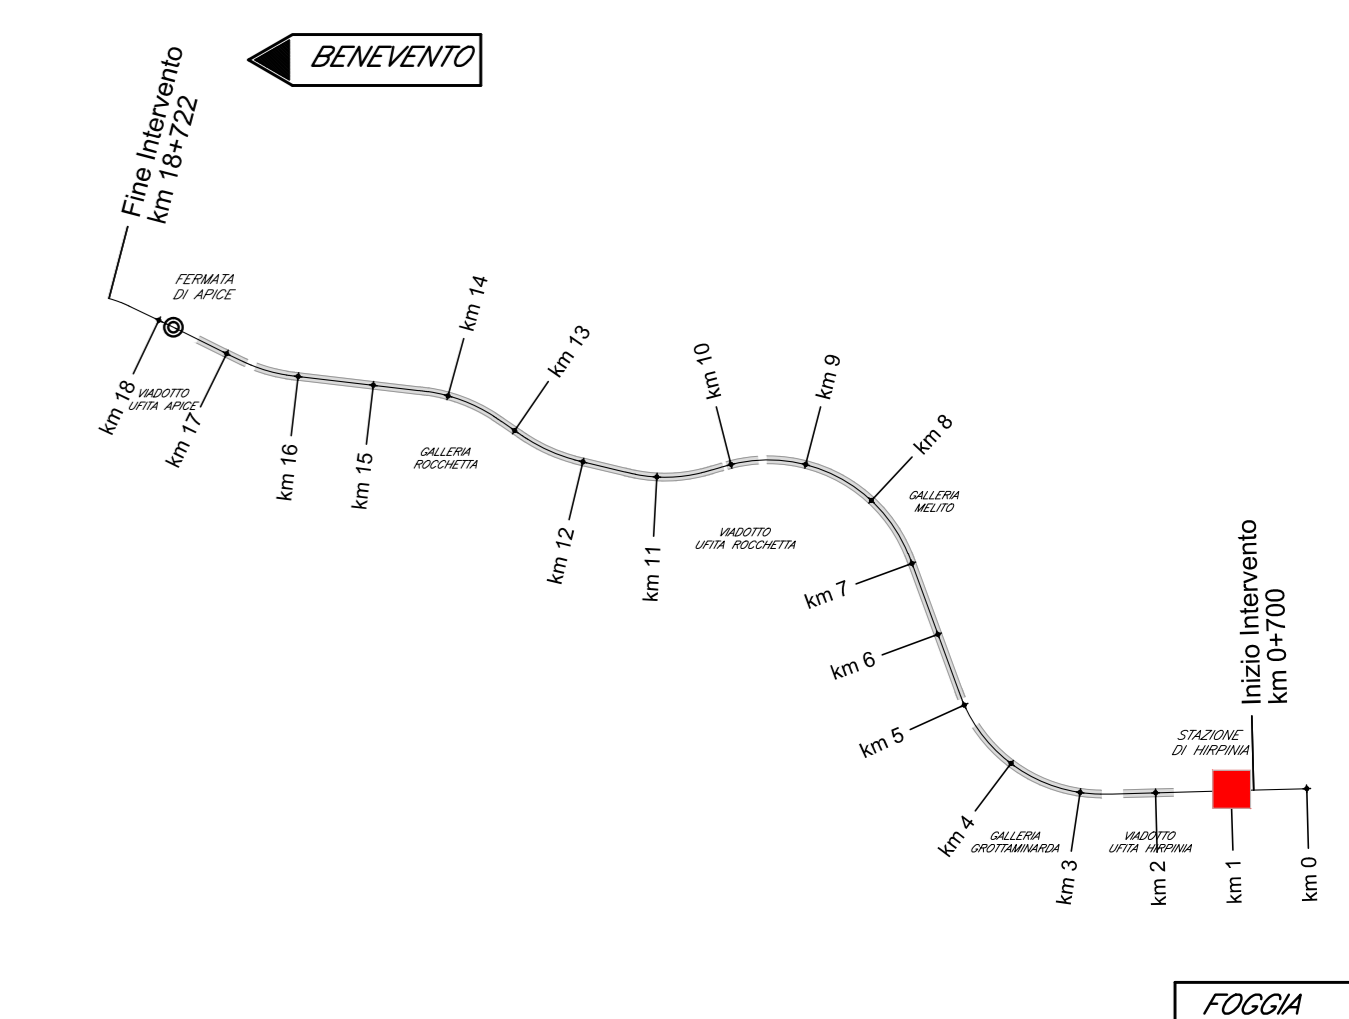 BENEVENTO
Fine Intervento
km 18+722
FERMATA
DI APICE
km 18
VIADOTTO
UFITA APICE
km 17
km 16
km 15
km 14
GALLERIA
ROCCHETTA
km 13
km 12
km 11
km 10
VIADOTTO
UFITA ROCCHETTA
km 9
km 8
GALLERIA
MELITO
km 7
km 6
km 5
km 4
GALLERIA
GROTTAMINARDA
km 3
VIADOTTO
UFITA HIRPINIA
km 2
STAZIONE
DI HIRPINIA
Inizio Intervento
km 0+700
km 1
km 0
FOGGIA